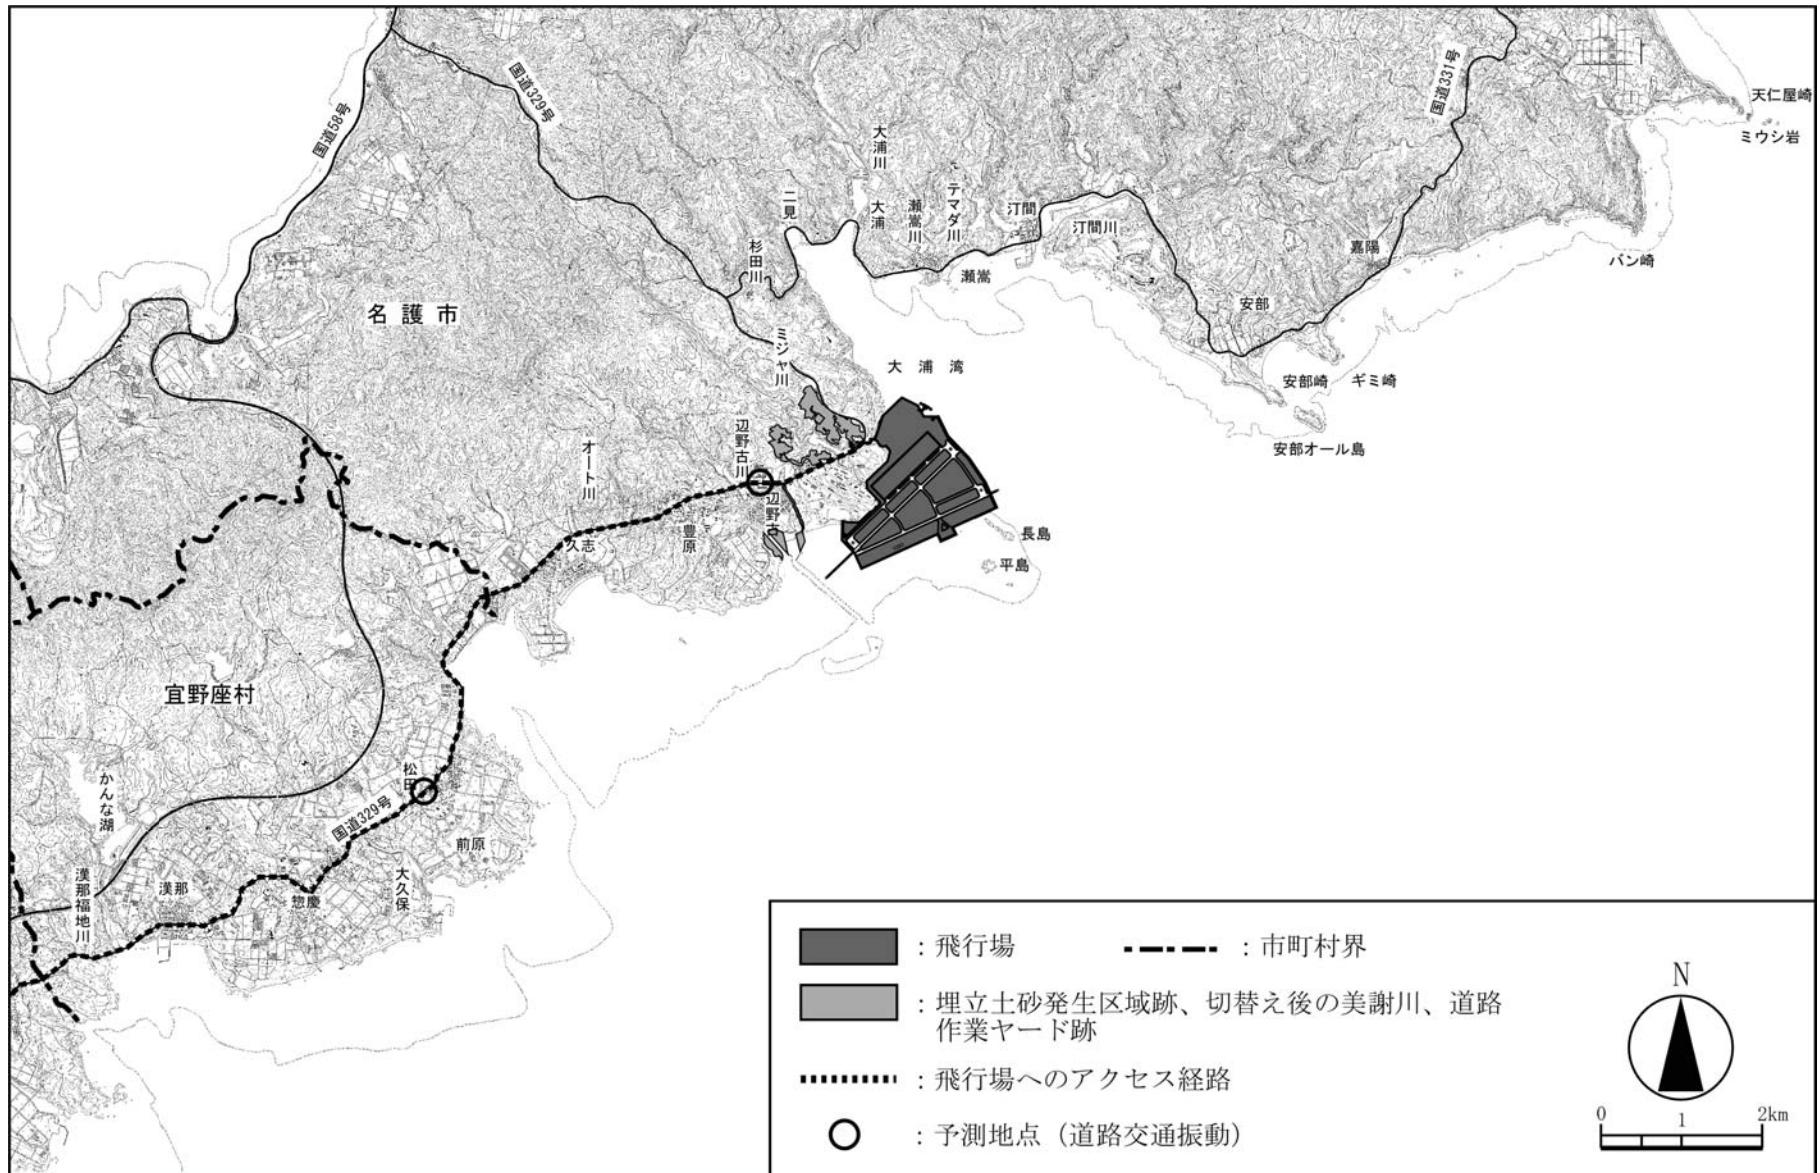 国道58号
国道329号
国道331号
天仁屋崎
ミウシ岩
バン崎
大浦川
大浦
瀬嵩川
テマダ川
汀間
汀間川
二見
杉田川
瀬嵩
嘉陽
安部
名護市
ミジャ川
大浦湾
安部崎
ギミ崎
安部オール島
辺野古川
オート川
辺野古
豊原
久志
長島
平島
宜野座村
かんな湖
松田
国道329号
前原
大久保
惣慶
漢那
漢那福地川
：飛行場
：市町村界
：埋立土砂発生区域跡、切替え後の美謝川、道路
作業ヤード跡
：飛行場へのアクセス経路
：予測地点（道路交通振動）
N
0 1 2km